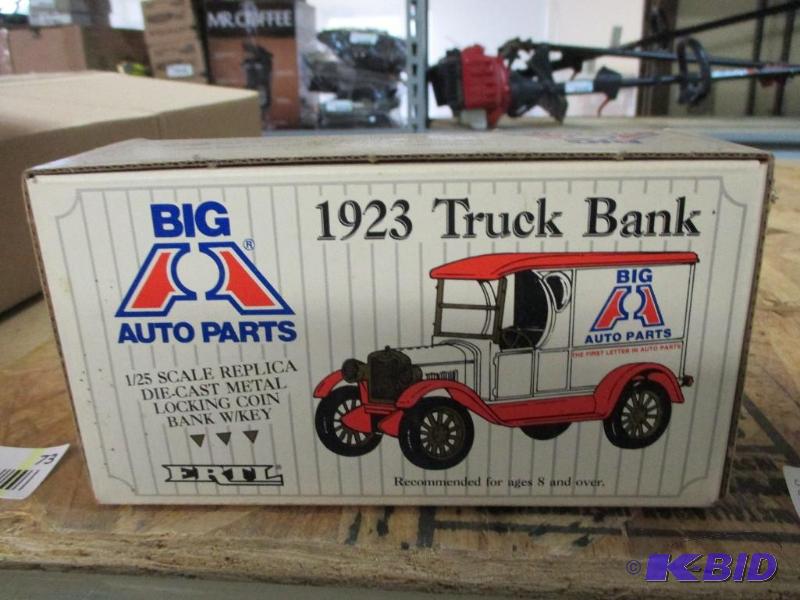 MR.COFFEE
BIG
®
AUTO PARTS
1923 Truck Bank
1/25 SCALE REPLICA
DIE-CAST METAL
LOCKING COIN
BANK W/KEY
ERTL
BIG
AUTO PARTS
THE FIRST LETTER IN AUTO PARTS
Recommended for ages 8 and over.
73
© K-BID